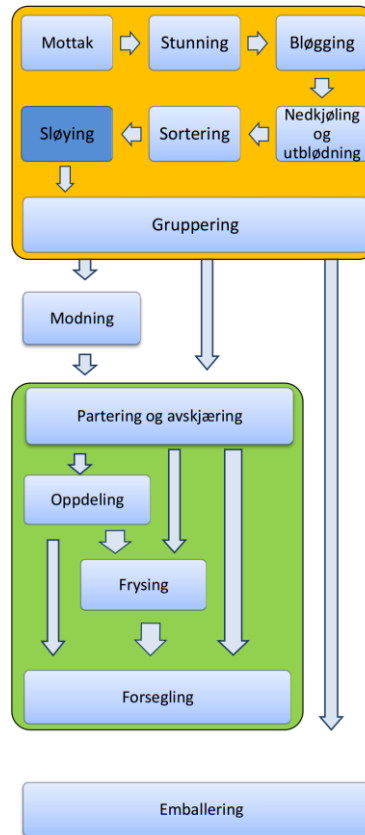 Mottak
Stunning
Bløgging
Nedkjøling
og
utblødning
Sortering
Sløying
Gruppering
Modning
Partering og avskjæring
Oppdeling
Frysing
Forsegling
Emballering